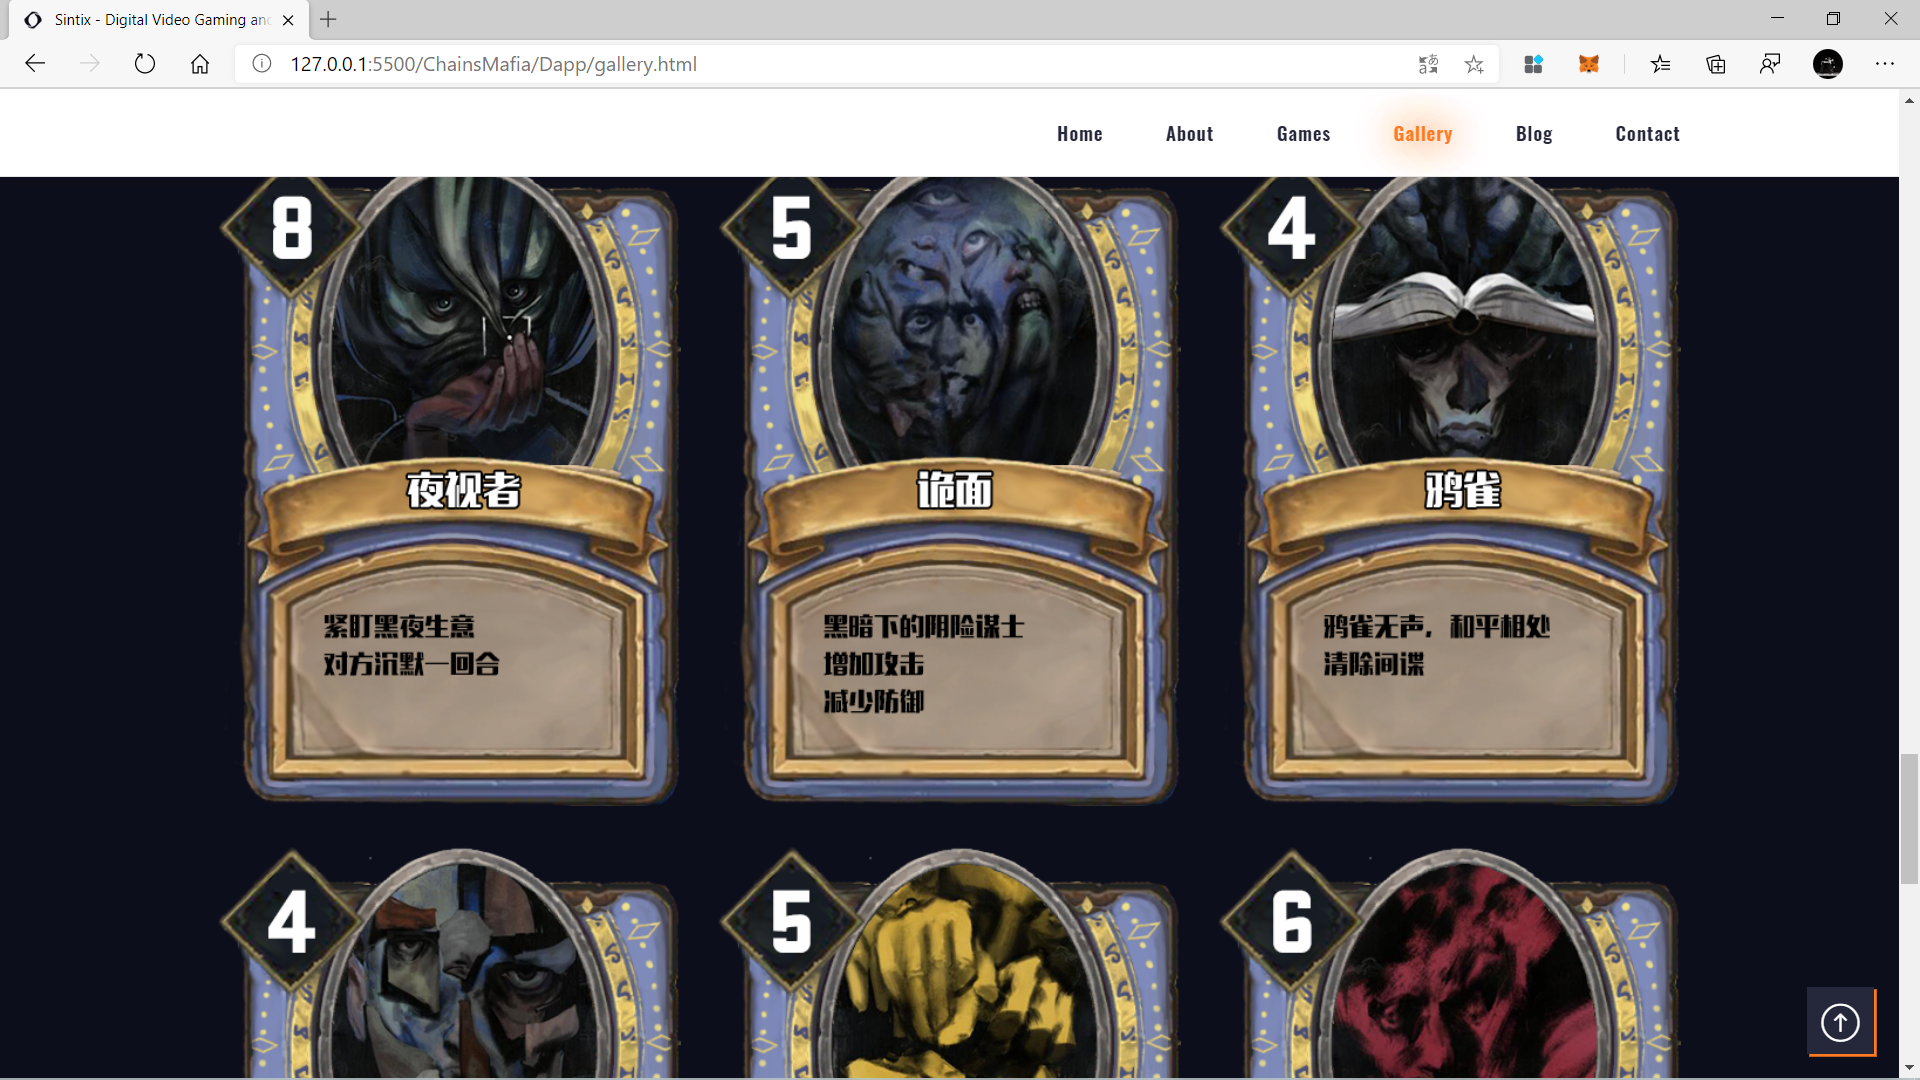 Sintix - Digital Video Gaming and
127.0.0.1:5500/ChainsMafia/Dapp/gallery.html
Home About Games Gallery Blog Contact
8
夜视者
紧盯黑夜生意
对方沉默一回合
5
诡面
黑暗下的阴险谋士
增加攻击
减少防御
4
鸦雀
鸦雀无声，和平相处
清除间谍
4
5
6